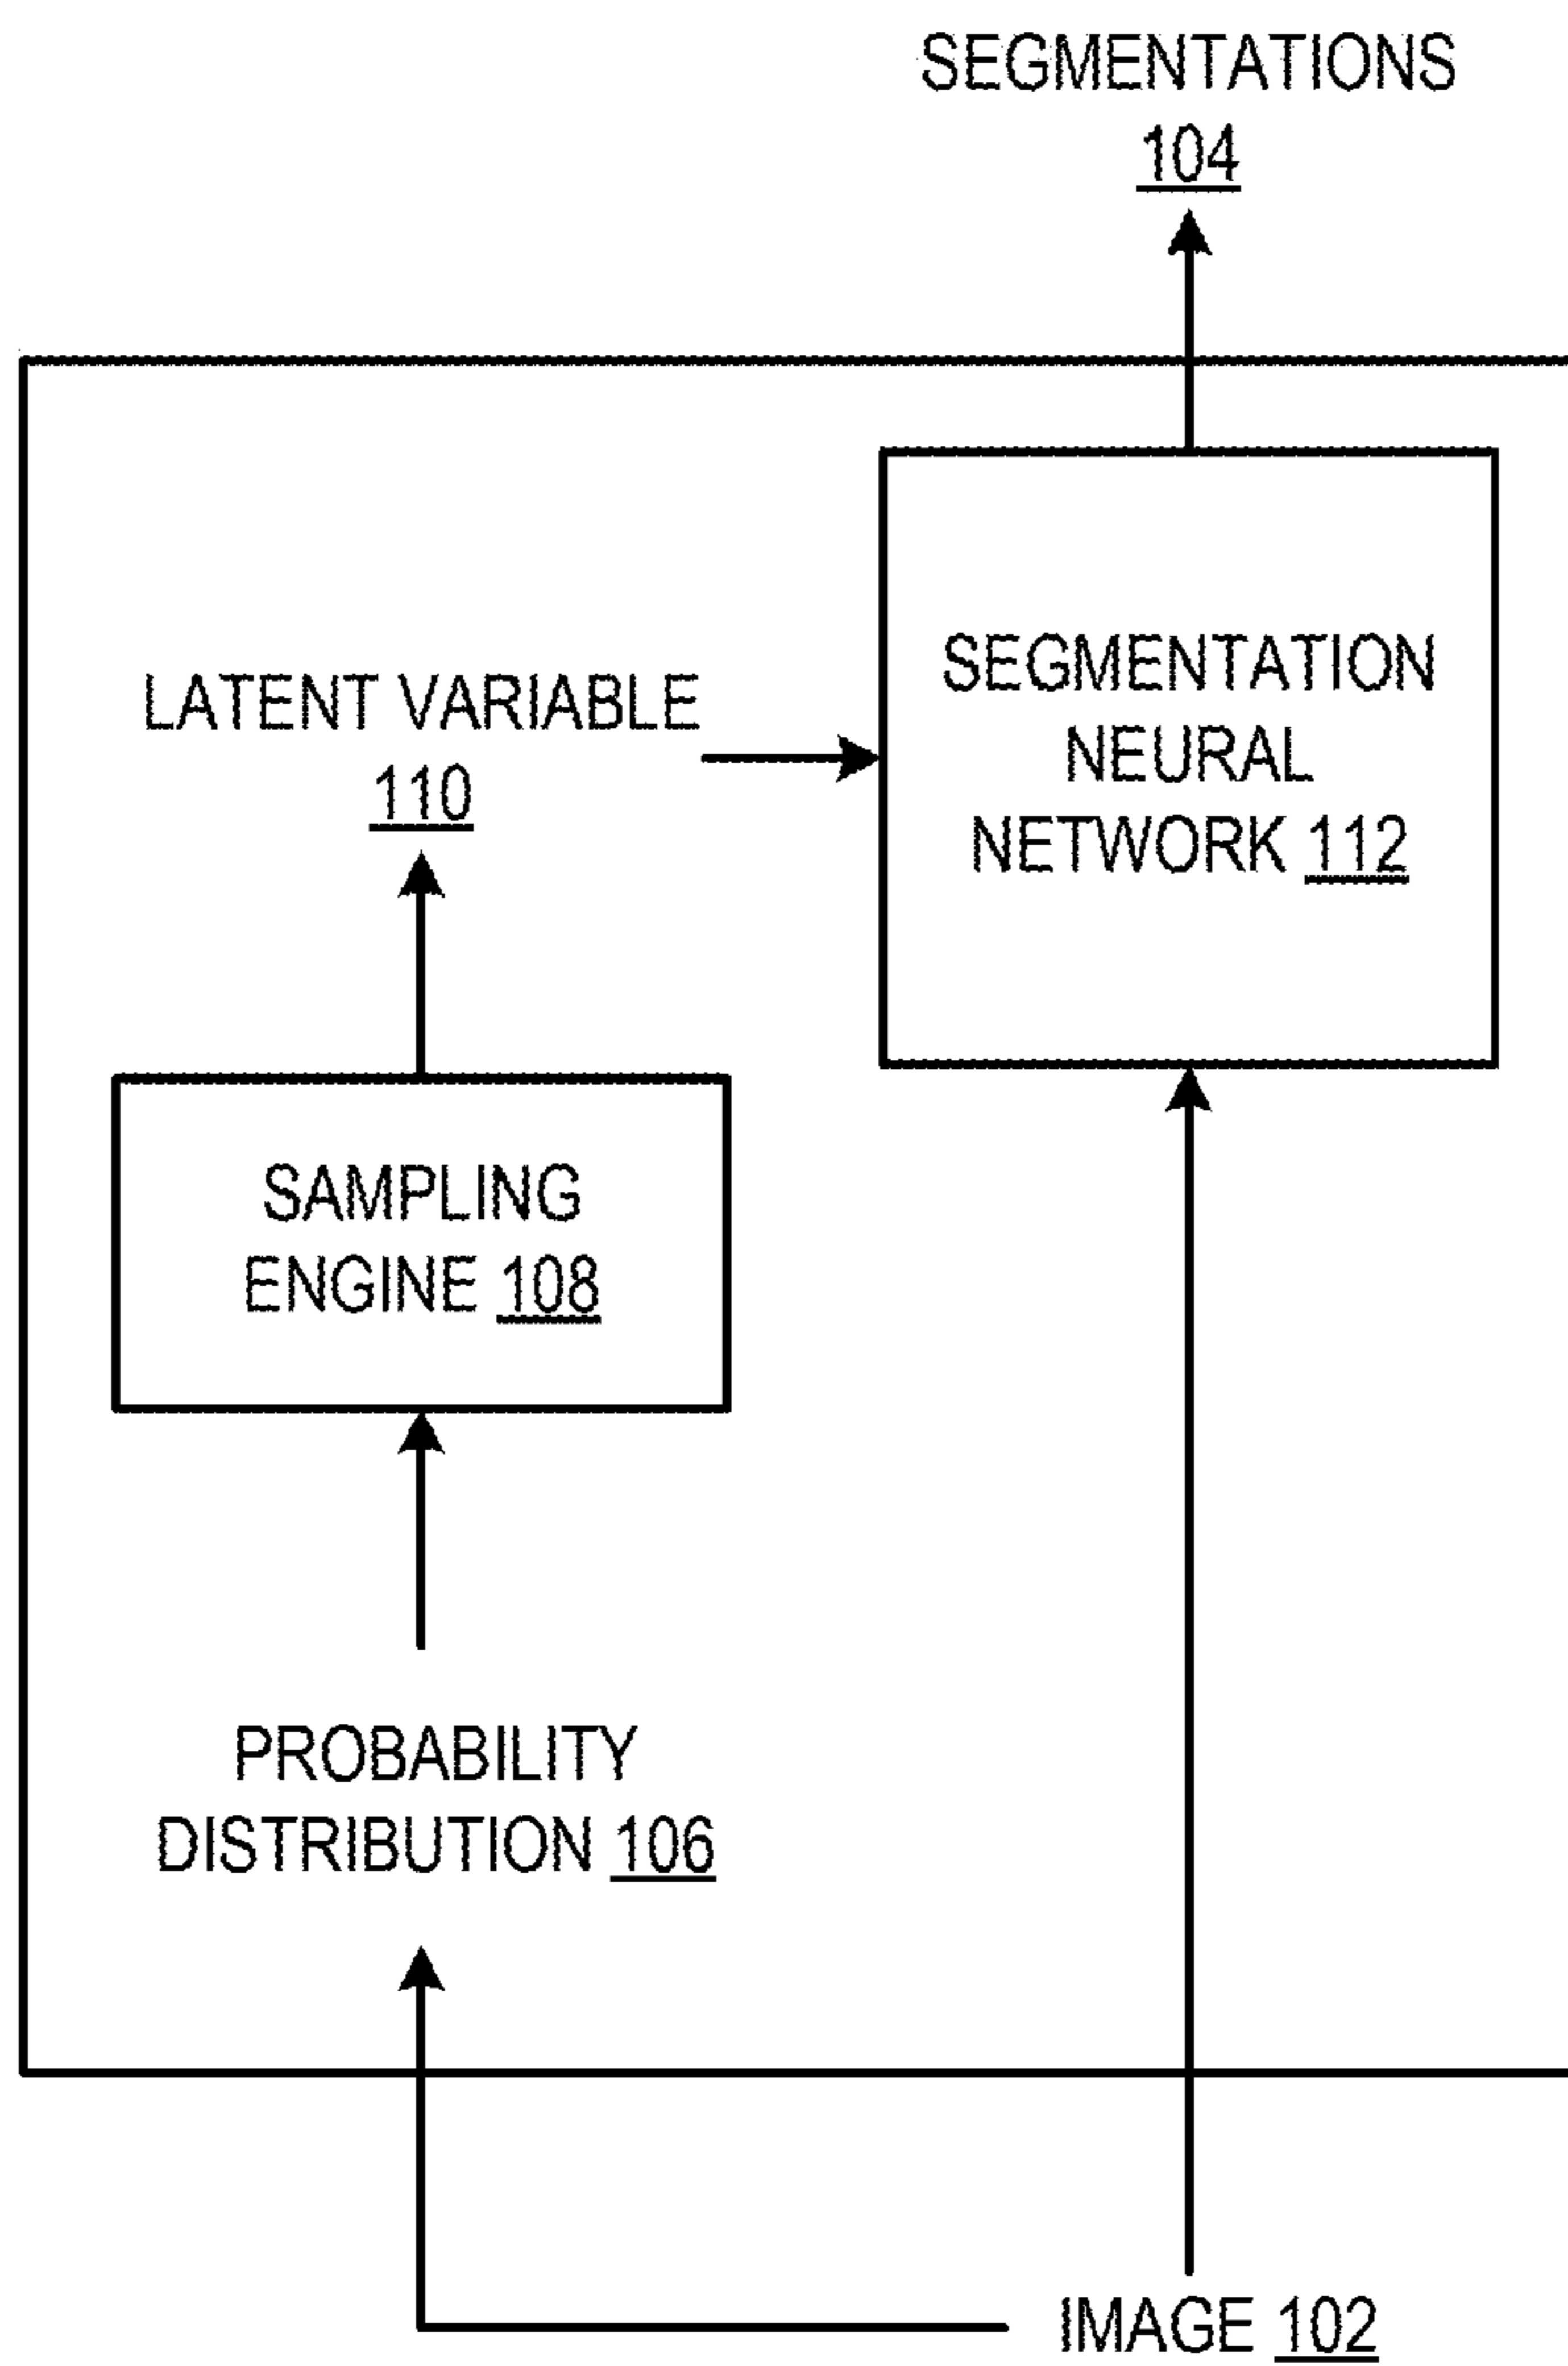 SEGMENTATIONS
104
SEGMENTATION
NEURAL
NETWORK 112
LATENT VARIABLE
110
SAMPLING
ENGINE 108
PROBABILITY
DISTRIBUTION 106
IMAGE 102